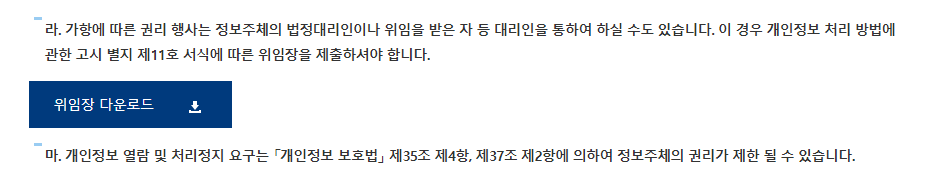 라. 가항에 따른 권리 행사는 정보주체의 법정대리인이나 위임을 받은 자 등 대리인을 통하여 하실 수도 있습니다. 이 경우 개인정보 처리 방법에
관한 고시 별지 제11호 서식에 따른 위임장을 제출하셔야 합니다.
위임장 다운로드
마. 개인정보 열람 및 처리정지 요구는 「개인정보 보호법」 제35조 제4항, 제37조 제2항에 의하여 정보주체의 권리가 제한 될 수 있습니다.